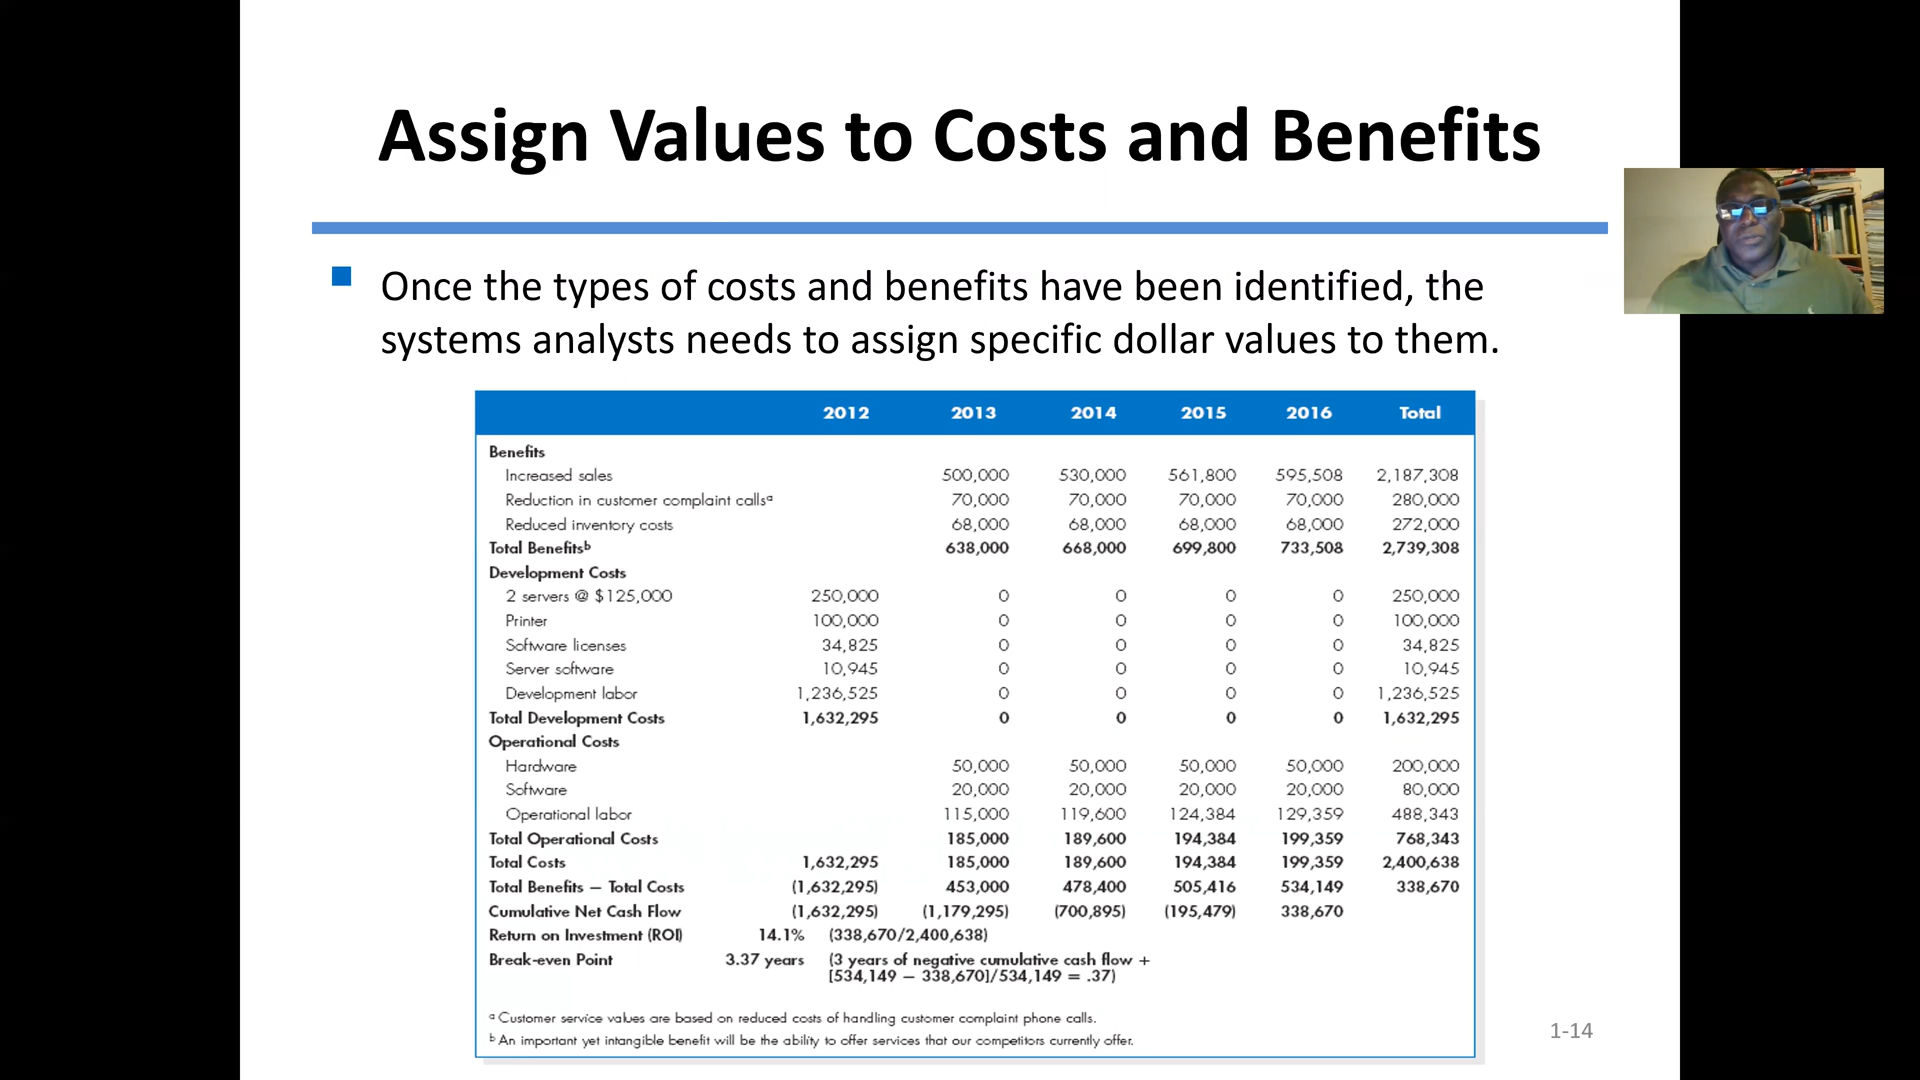 Assign Values to Costs and Benefits
Once the types of costs and benefits have been identified, the
systems analysts needs to assign specific dollar values to them.
2012 2013 2014 2015 2016 Total
Benefits
Increased sales 500,000 530,000 561,800 595,508 2,187,308
Reduction in customer complaint callsᵃ 70,000 70,000 70,000 70,000 280,000
Reduced inventory costs 68,000 68,000 68,000 68,000 272,000
Total Benefitsᵇ 638,000 668,000 699,800 733,508 2,739,308
Development Costs
2 servers @ $125,000 250,000 0 0 0 0 250,000
Printer 100,000 0 0 0 0 100,000
Software licenses 34,825 0 0 0 0 34,825
Server software 10,945 0 0 0 0 10,945
Development labor 1,236,525 0 0 0 0 1,236,525
Total Development Costs 1,632,295 0 0 0 0 1,632,295
Operational Costs
Hardware 50,000 50,000 50,000 50,000 200,000
Software 20,000 20,000 20,000 20,000 80,000
Operational labor 115,000 119,600 124,384 129,359 488,343
Total Operational Costs 185,000 189,600 194,384 199,359 768,343
Total Costs 1,632,295 185,000 189,600 194,384 199,359 2,400,638
Total Benefits — Total Costs (1,632,295) 453,000 478,400 505,416 534,149 338,670
Cumulative Net Cash Flow (1,632,295) (1,179,295) (700,895) (195,479) 338,670
Return on Investment (ROI) 14.1% (338,670/2,400,638)
Break-even Point 3.37 years (3 years of negative cumulative cash flow +
[534,149 — 338,670]/534,149 = .37)
ᵃ Customer service values are based on reduced costs of handling customer complaint phone calls.
ᵇ An important yet intangible benefit will be the ability to offer services that our competitors currently offer.
1-14